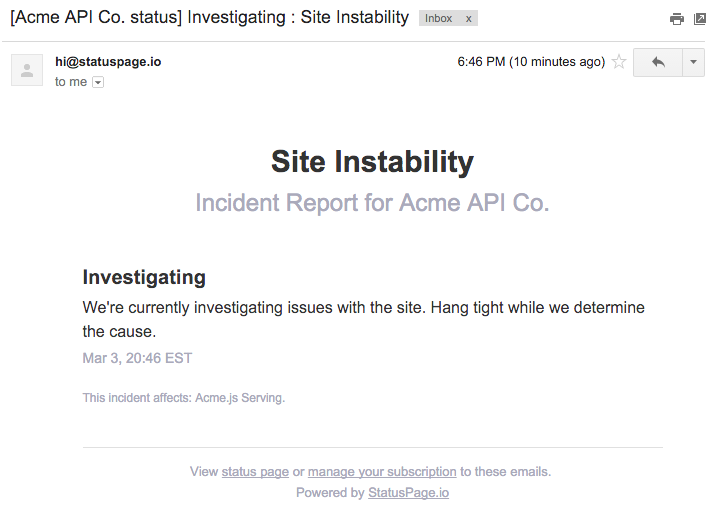 [Acme API Co. status] Investigating : Site Instability Inbox x
hi@statuspage.io 6:46 PM (10 minutes ago)
to me
Site Instability
Incident Report for Acme API Co.
Investigating
We're currently investigating issues with the site. Hang tight while we determine
the cause.
Mar 3, 20:46 EST
This incident affects: Acme.js Serving.
View status page or manage your subscription to these emails.
Powered by StatusPage.io